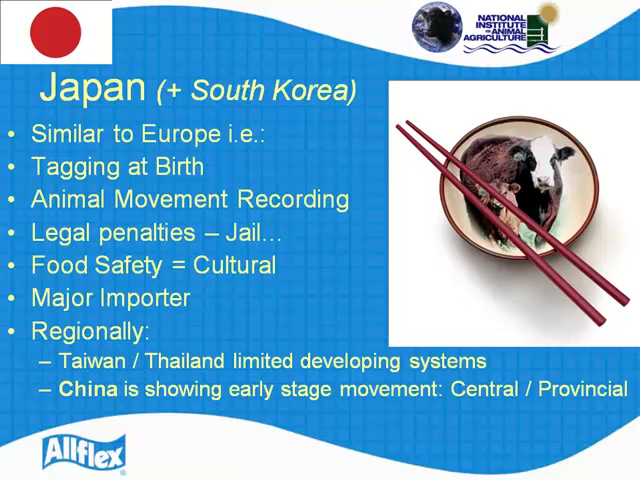 NATIONAL
INSTITUTE
FOR ANIMAL
AGRICULTURE
Japan (+ South Korea)
• Similar to Europe i.e.:
• Tagging at Birth
• Animal Movement Recording
• Legal penalties – Jail...
• Food Safety = Cultural
• Major Importer
• Regionally:
– Taiwan / Thailand limited developing systems
– China is showing early stage movement: Central / Provincial
Allflex®